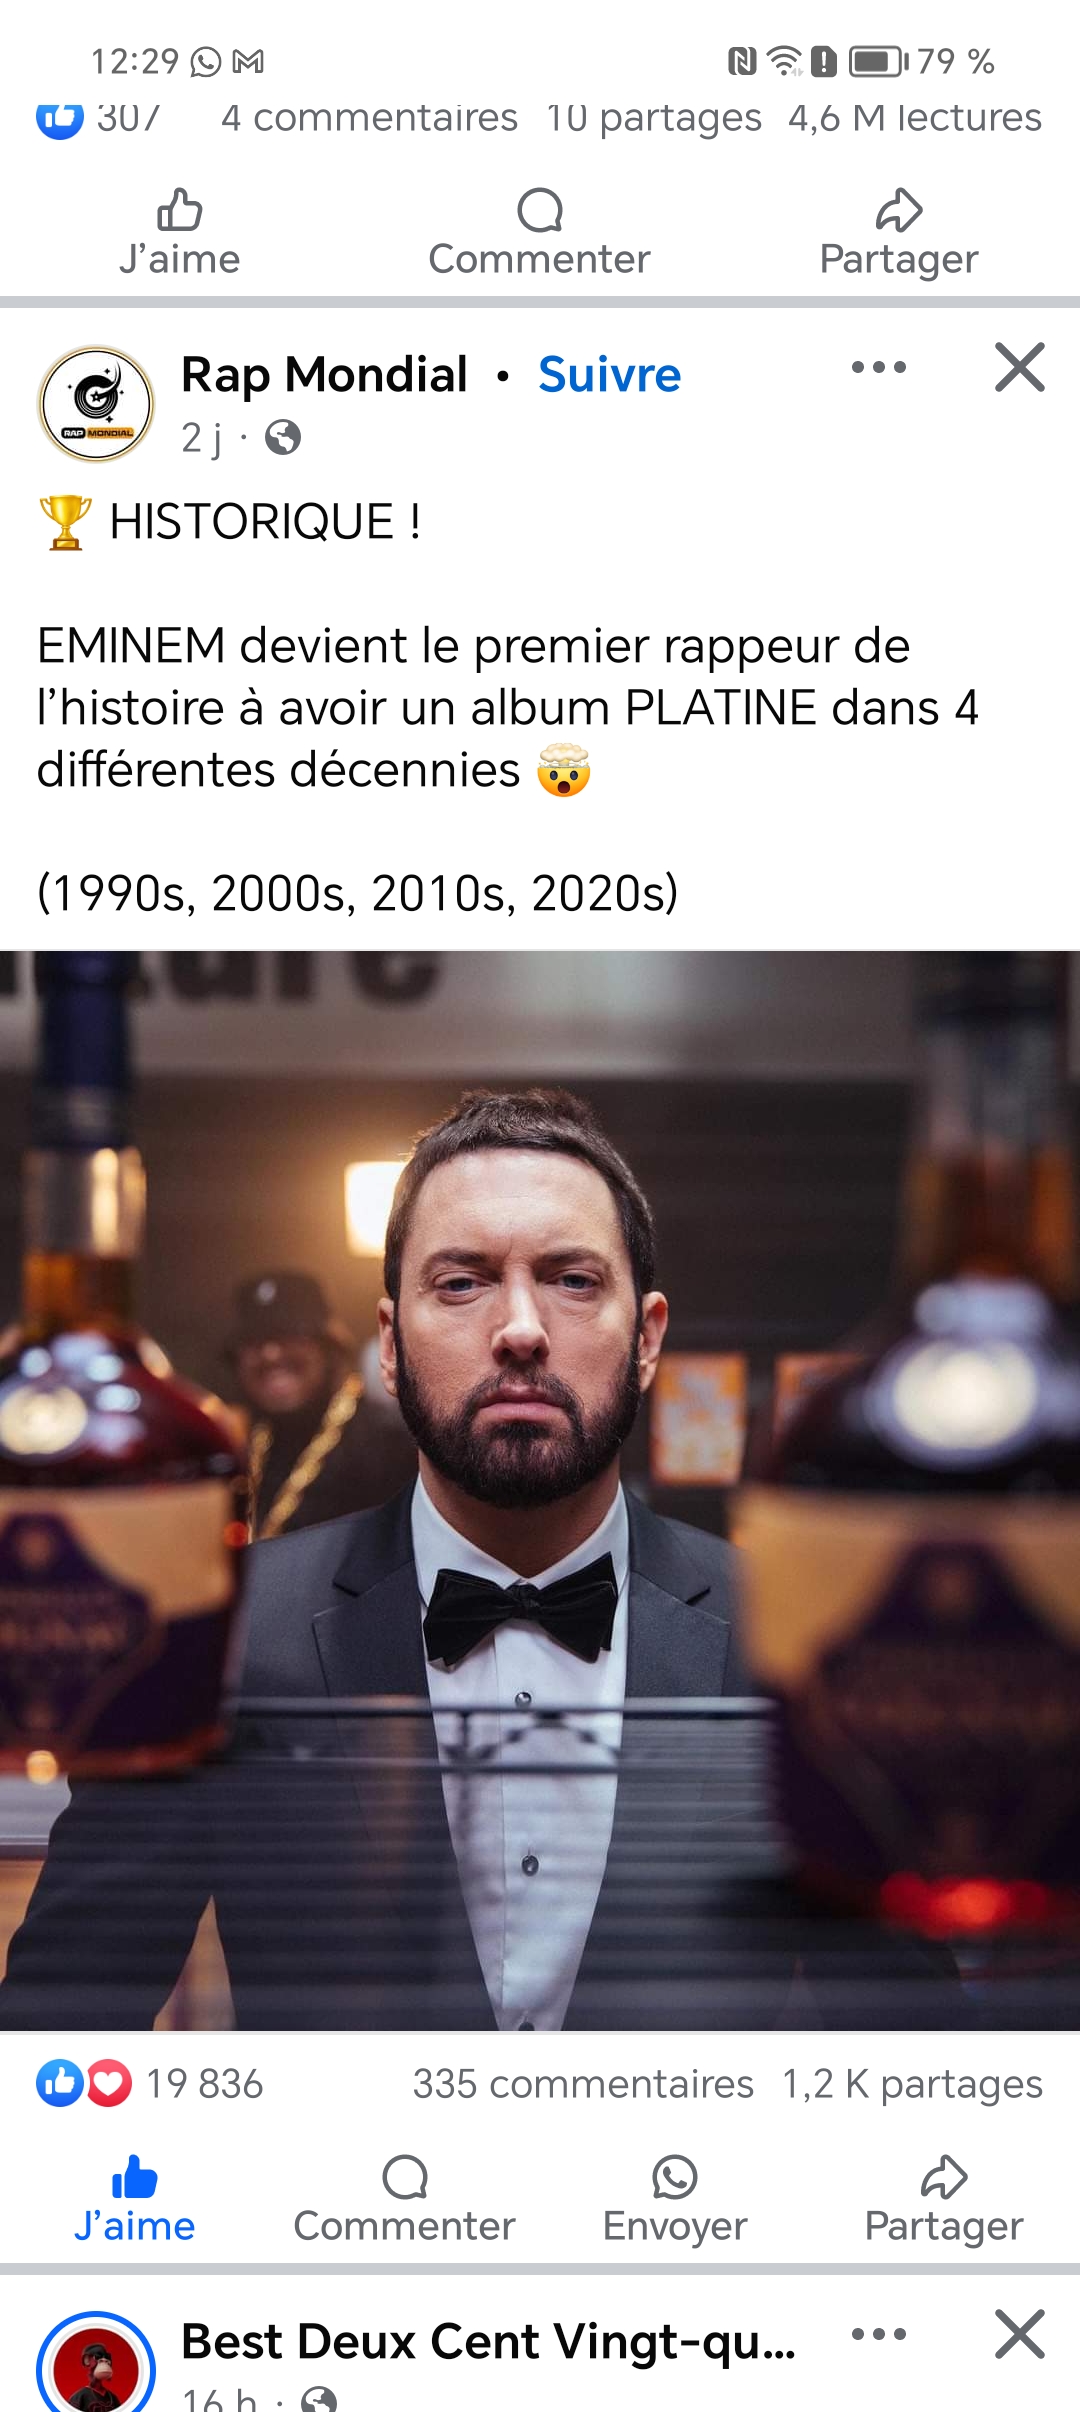 12:29 79 %
307 4 commentaires 10 partages 4,6 M lectures
J’aime Commenter Partager
Rap Mondial • Suivre
RAP MONDIAL
2 j ·
🏆 HISTORIQUE !
EMINEM devient le premier rappeur de
l’histoire à avoir un album PLATINE dans 4
différentes décennies 🤯
(1990s, 2000s, 2010s, 2020s)
19 836 335 commentaires 1,2 K partages
J’aime Commenter Envoyer Partager
Best Deux Cent Vingt-qu...
16 h ·